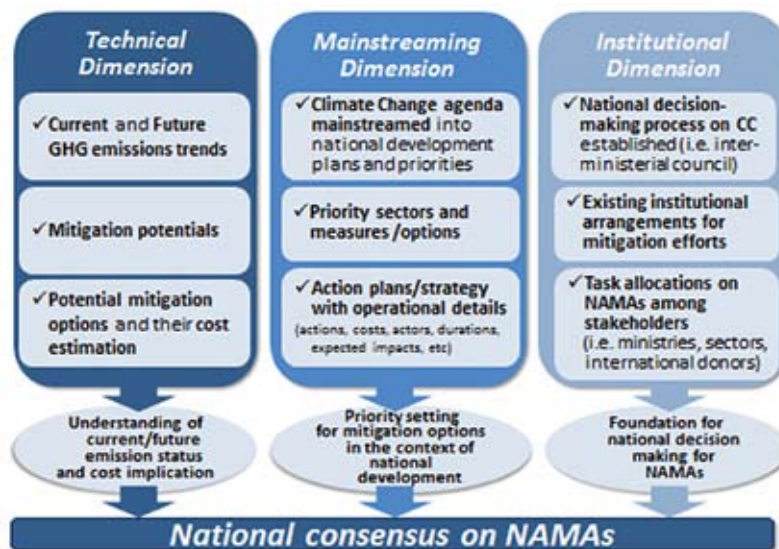 Technical
Dimension
✓Current and Future
GHG emissions trends
✓Mitigation potentials
✓Potential mitigation
options and their cost
estimation
Understanding of
current/future
emission status
and cost implication
Mainstreaming
Dimension
✓Climate Change agenda
mainstreamed into
national development
plans and priorities
✓Priority sectors and
measures /options
✓Action plans/strategy
with operational details
(actions, costs, actors, durations,
expected impacts, etc)
Priority setting
for mitigation options
in the context of
national
development
Institutional
Dimension
✓National decision-
making process on CC
established (i.e. inter-
ministerial council)
✓Existing institutional
arrangements for
mitigation efforts
✓Task allocations on
NAMAs among
stakeholders
(i.e. ministries, sectors,
international donors)
Foundation for
national decision
making for
NAMAs
National consensus on NAMAs